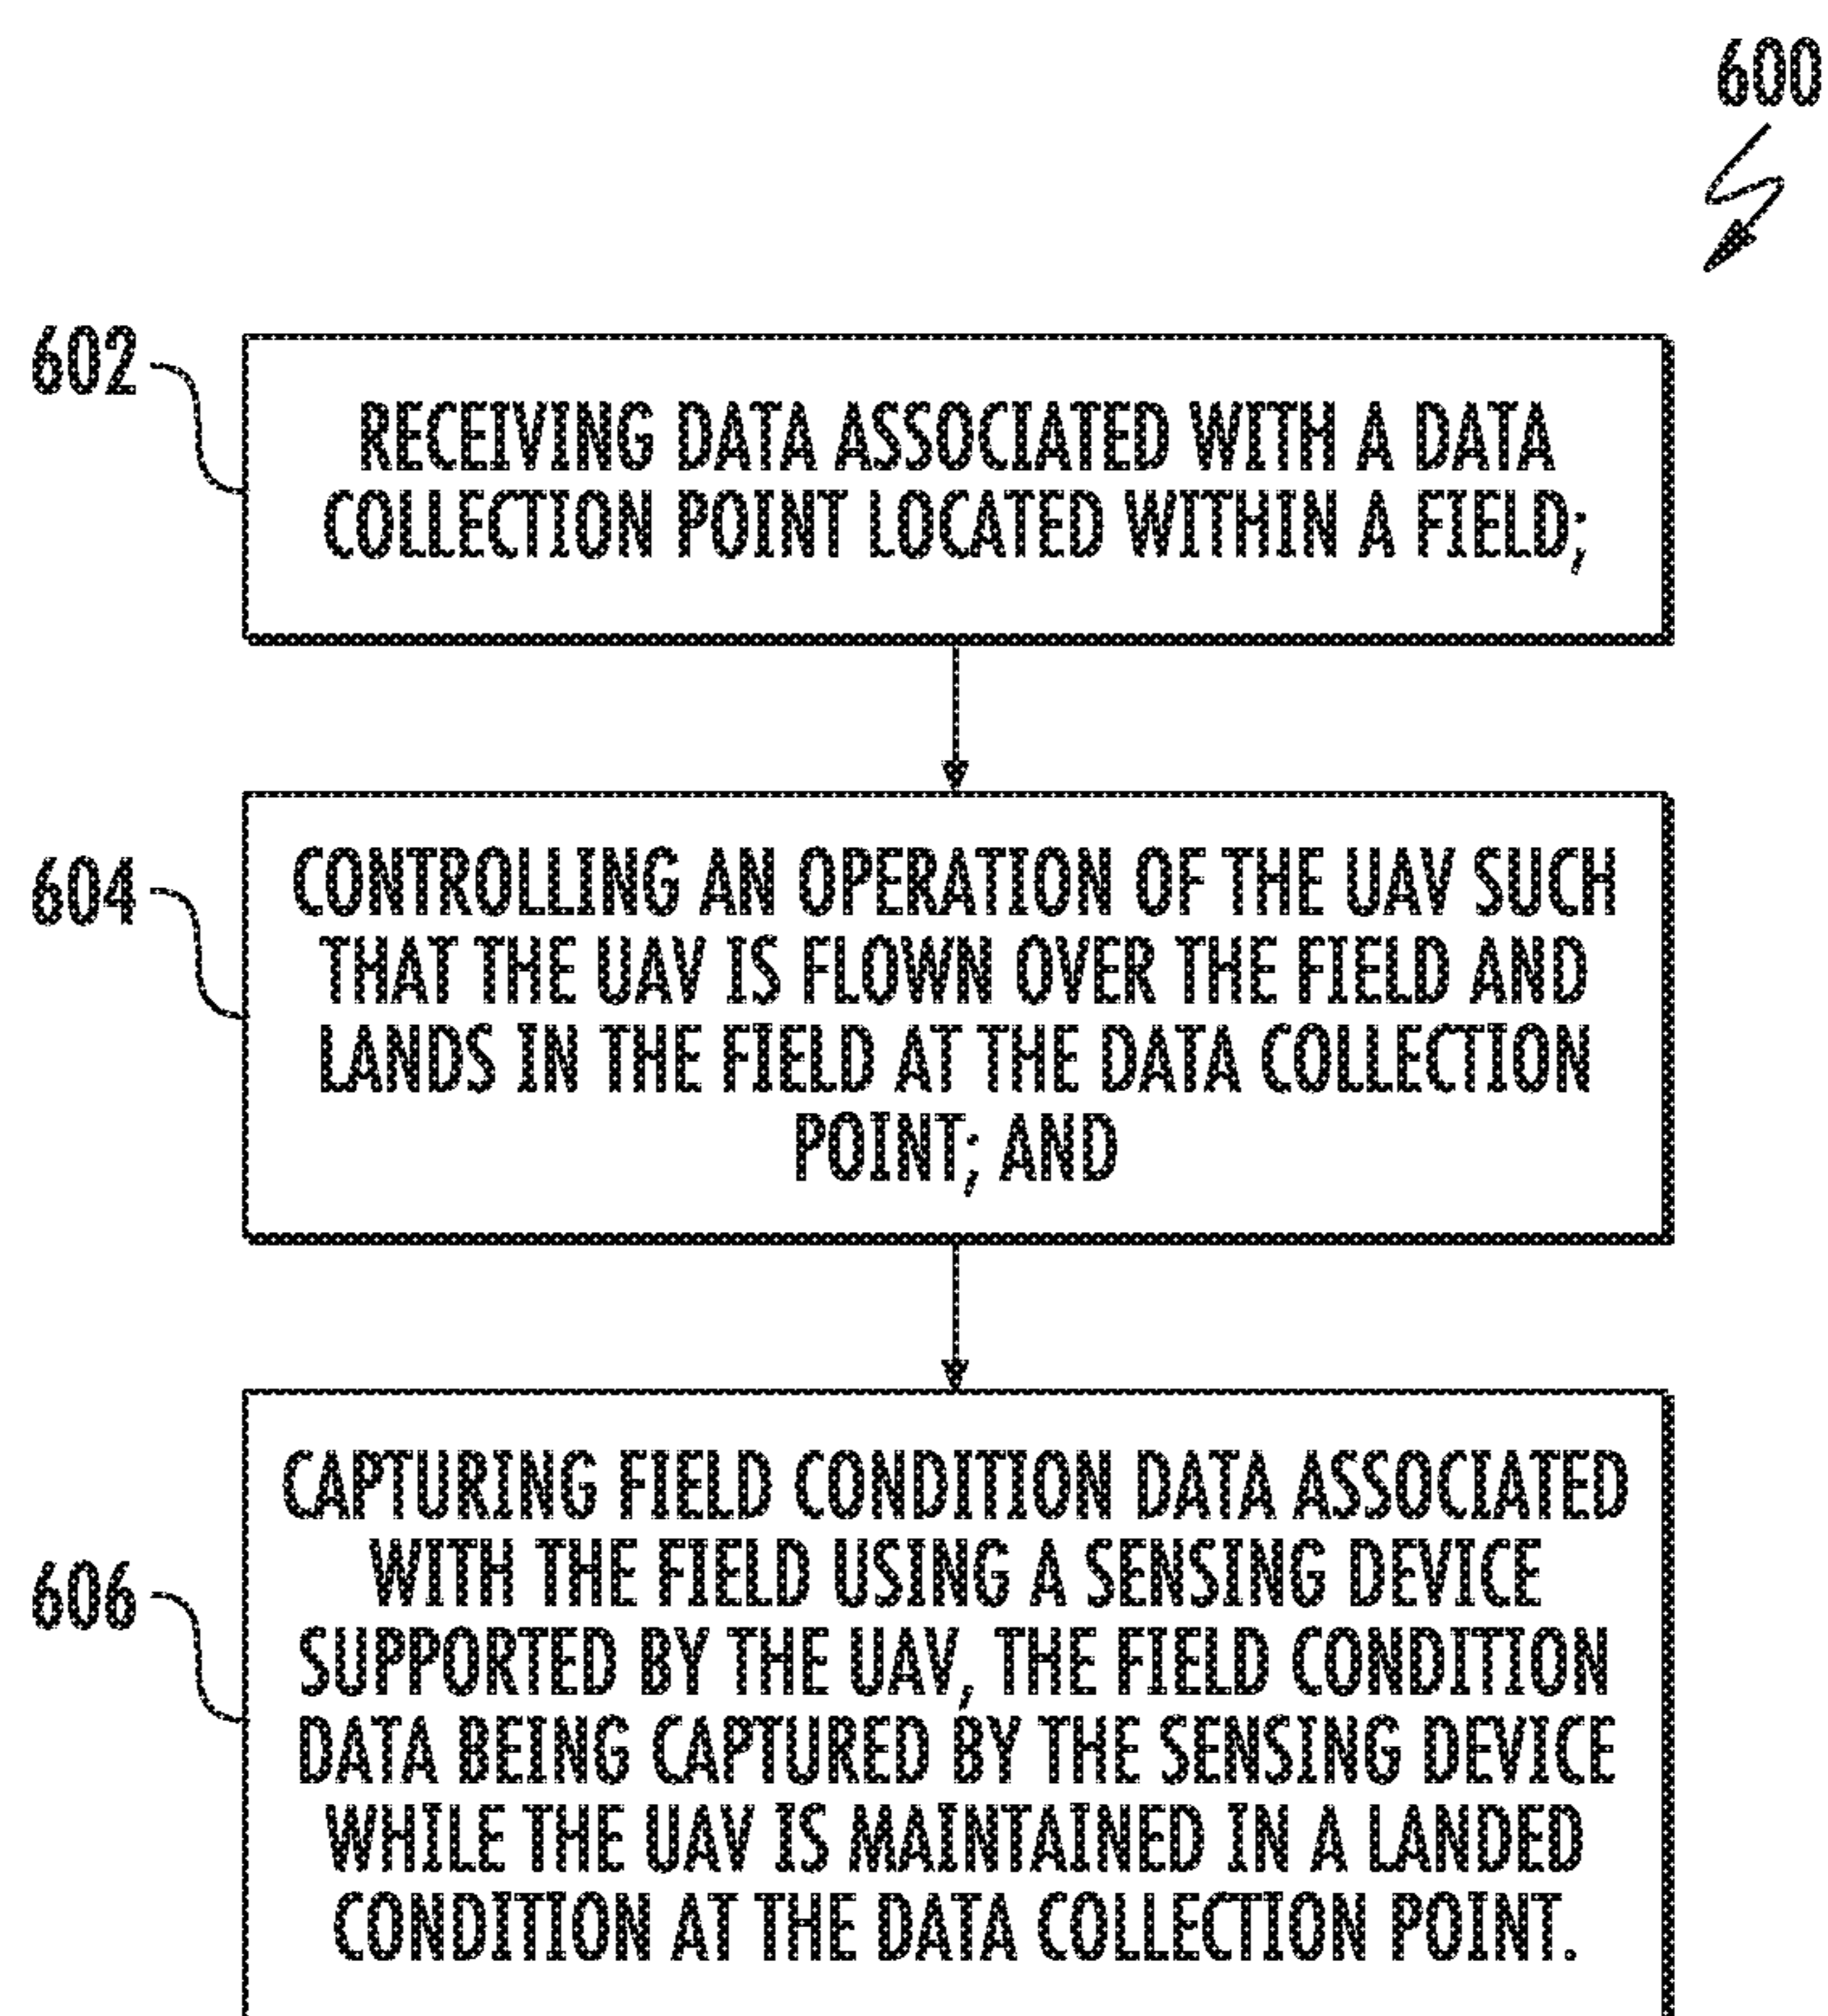 600
602
RECEIVING DATA ASSOCIATED WITH A DATA
COLLECTION POINT LOCATED WITHIN A FIELD;
604
CONTROLLING AN OPERATION OF THE UAV SUCH
THAT THE UAV IS FLOWN OVER THE FIELD AND
LANDS IN THE FIELD AT THE DATA COLLECTION
POINT; AND
606
CAPTURING FIELD CONDITION DATA ASSOCIATED
WITH THE FIELD USING A SENSING DEVICE
SUPPORTED BY THE UAV, THE FIELD CONDITION
DATA BEING CAPTURED BY THE SENSING DEVICE
WHILE THE UAV IS MAINTAINED IN A LANDED
CONDITION AT THE DATA COLLECTION POINT.